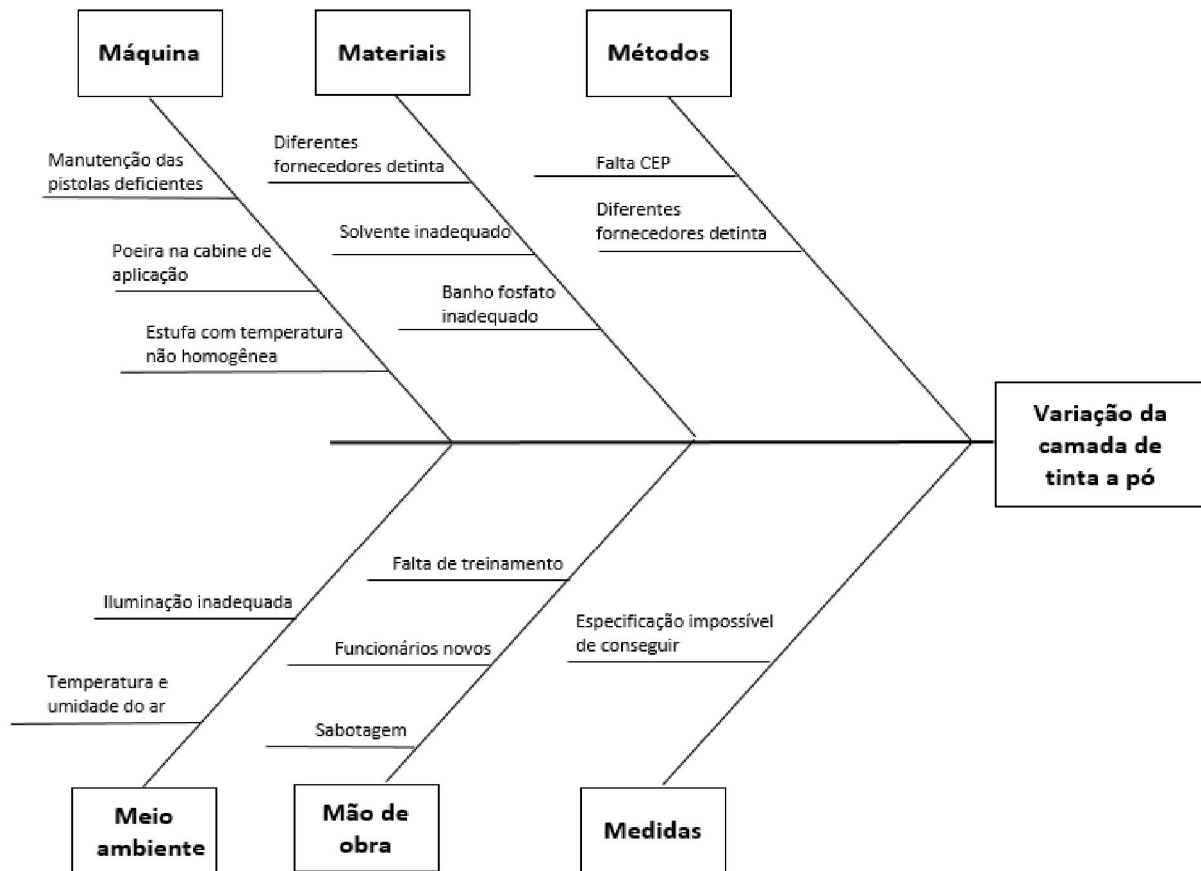 Máquina
Materiais
Métodos
Manutenção das
pistolas deficientes
Poeira na cabine de
aplicação
Estufa com temperatura
não homogênea
Diferentes
fornecedores detinta
Solvente inadequado
Banho fosfato
inadequado
Falta CEP
Diferentes
fornecedores detinta
Variação da
camada de
tinta a pó
Iluminação inadequada
Temperatura e
umidade do ar
Falta de treinamento
Funcionários novos
Sabotagem
Especificação impossível
de conseguir
Meio
ambiente
Mão de
obra
Medidas